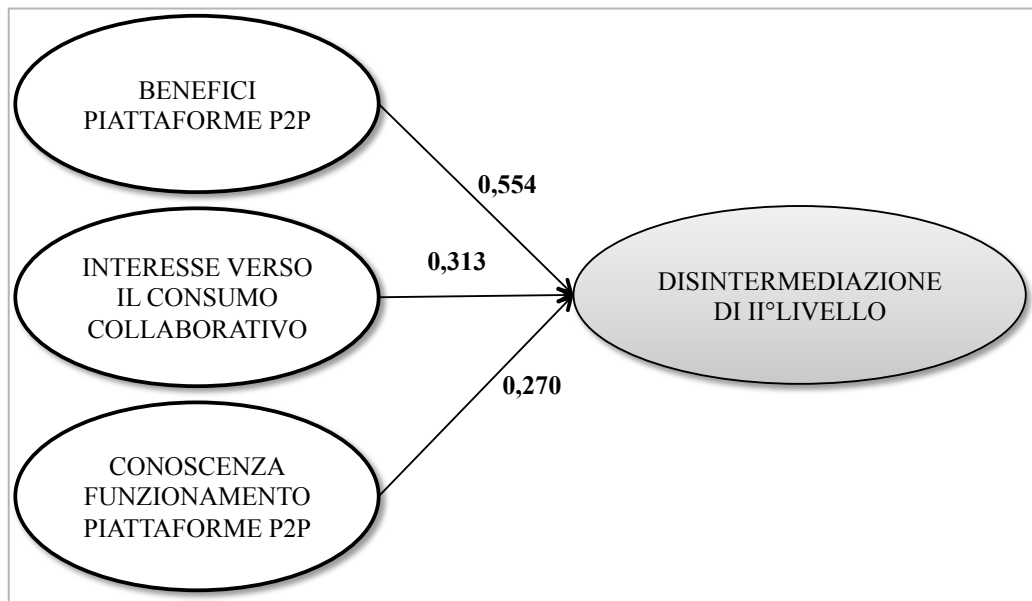 BENEFICI
PIATTAFORME P2P
0,554
INTERESSE VERSO
IL CONSUMO
COLLABORATIVO
0,313
DISINTERMEDIAZIONE
DI II°LIVELLO
0,270
CONOSCENZA
FUNZIONAMENTO
PIATTAFORME P2P